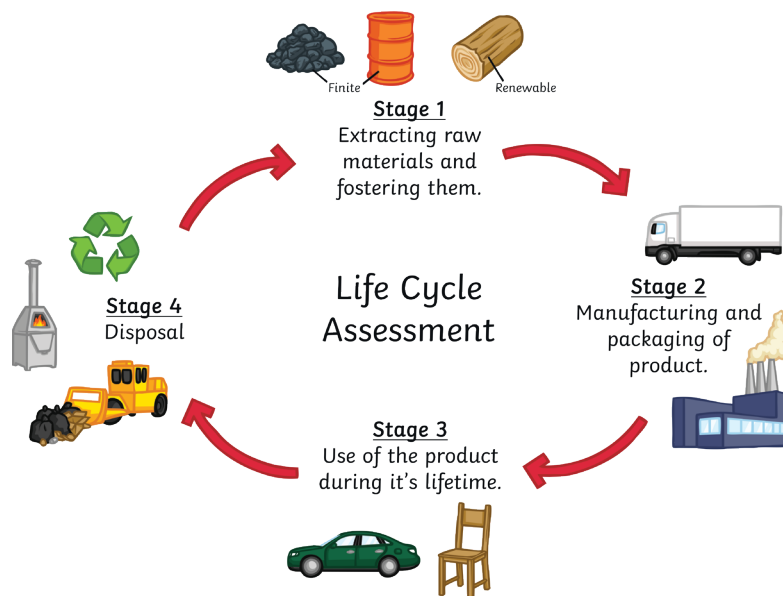 Finite
Renewable
Stage 1
Extracting raw
materials and
fostering them.
Stage 2
Manufacturing and
packaging of
product.
Life Cycle
Assessment
Stage 4
Disposal
Stage 3
Use of the product
during it's lifetime.